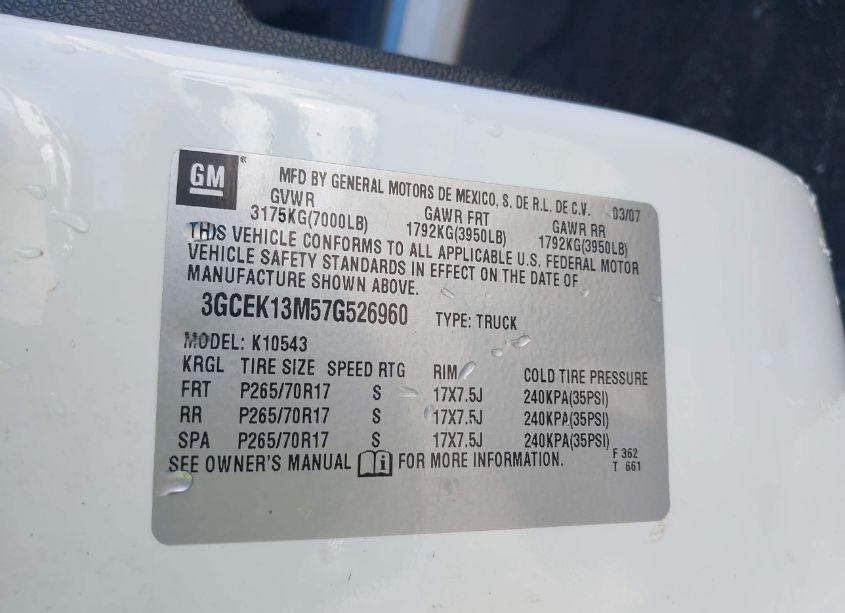 GM ®
MFD BY GENERAL MOTORS DE MEXICO, S. DE R.L. DE C.V. 03/07
GVWR GAWR FRT GAWR RR
3175KG(7000LB) 1792KG(3950LB) 1792KG(3950LB)
THIS VEHICLE CONFORMS TO ALL APPLICABLE U.S. FEDERAL MOTOR
VEHICLE SAFETY STANDARDS IN EFFECT ON THE DATE OF
MANUFACTURE SHOWN ABOVE.
3GCEK13M57G526960 TYPE: TRUCK
MODEL: K10543
KRGL TIRE SIZE SPEED RTG RIM COLD TIRE PRESSURE
FRT P265/70R17 S 17X7.5J 240KPA(35PSI)
RR P265/70R17 S 17X7.5J 240KPA(35PSI)
SPA P265/70R17 S 17X7.5J 240KPA(35PSI)
SEE OWNER'S MANUAL i FOR MORE INFORMATION.
F 362
T 661